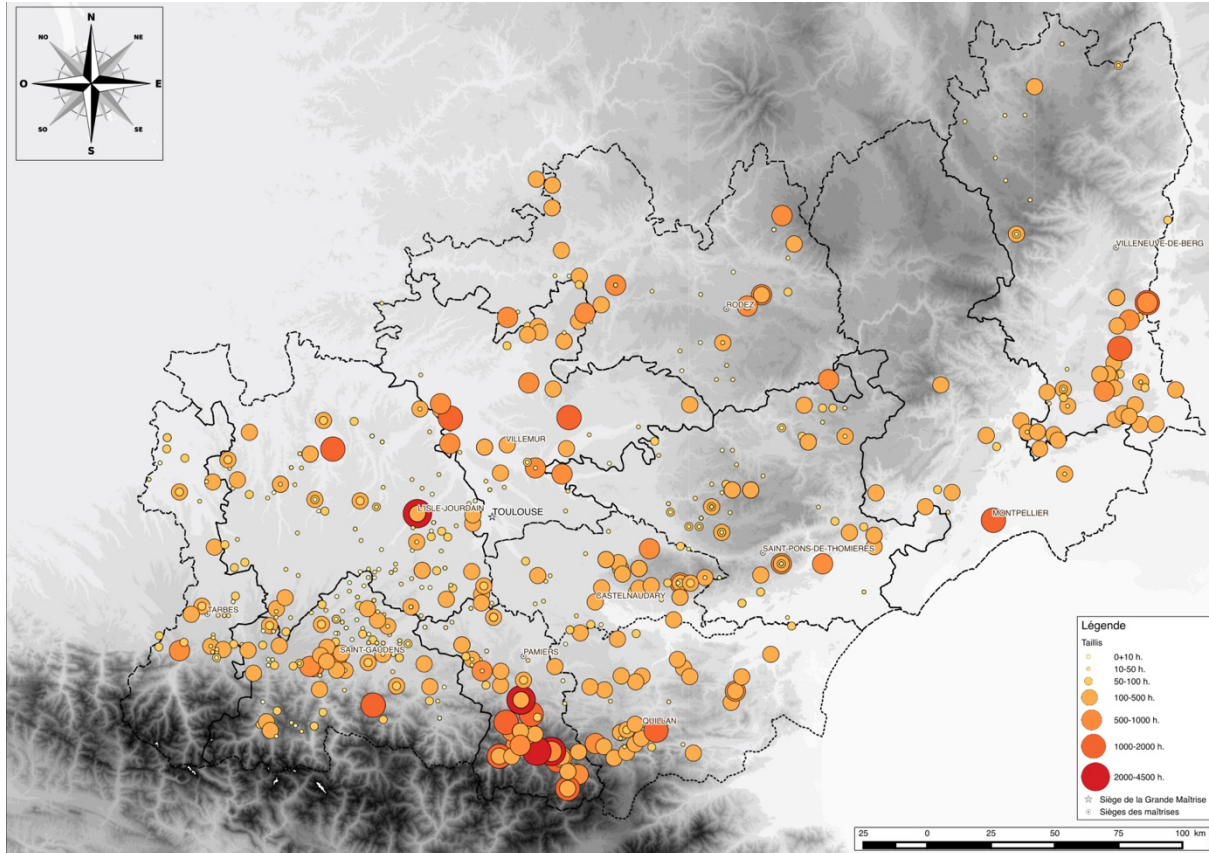 N
NO
NE
O
E
SO
SE
S
VILLENEUVE-DE-BERG
RODEZ
VILLEMUR
L'ISLE-JOURDAIN
TOULOUSE
MONTPELLIER
SAINT-PONS-DE-THOMIERES
CASTELNAUDARY
TARBES
SAINT-GAUDENS
PAMIERS
QUILLAN
Légende
Taillis
0+10 h.
10-50 h.
50-100 h.
100-500 h.
500-1000 h.
1000-2000 h.
2000-4500 h.
Siège de la Grande Maîtrise
Sièges des maîtrises
25 0 25 50 75 100 km